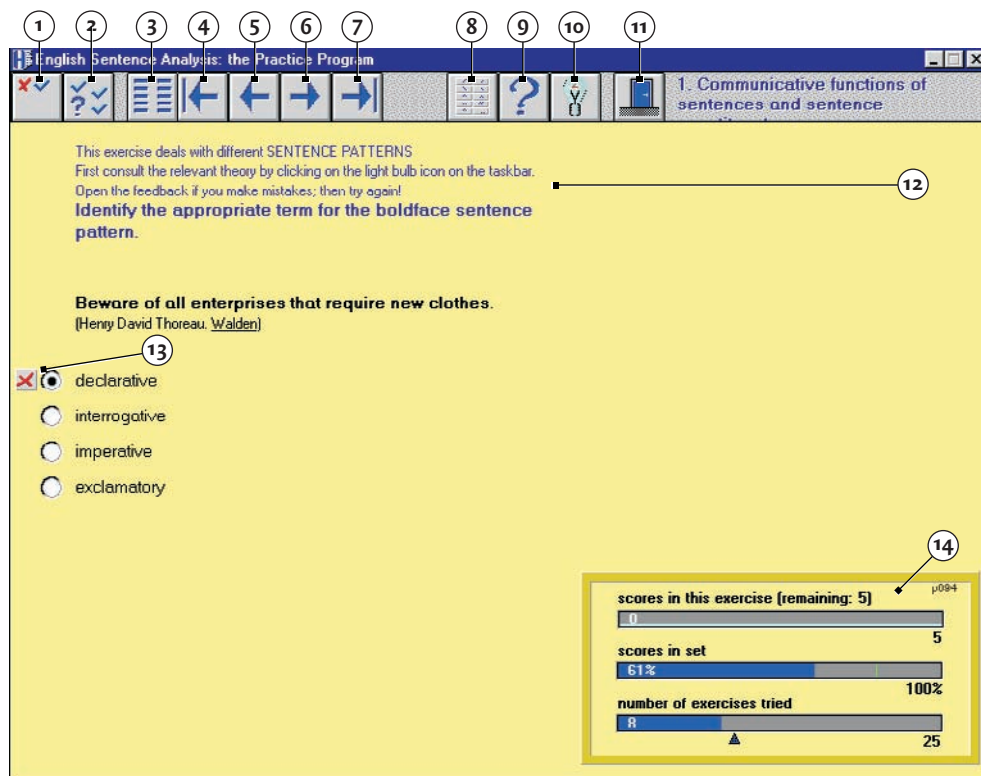 1 2 3 4 5 6 7 8 9 10 11
English Sentence Analysis: the Practice Program
1. Communicative functions of
sentences and sentence
This exercise deals with different SENTENCE PATTERNS
First consult the relevant theory by clicking on the light bulb icon on the taskbar.
Open the feedback if you make mistakes; then try again!
12
Identify the appropriate term for the boldface sentence
pattern.
Beware of all enterprises that require new clothes.
(Henry David Thoreau, Walden)
13
declarative
interrogative
imperative
exclamatory
14
μ094
scores in this exercise (remaining: 5)
0
5
scores in set
61%
100%
number of exercises tried
8
25